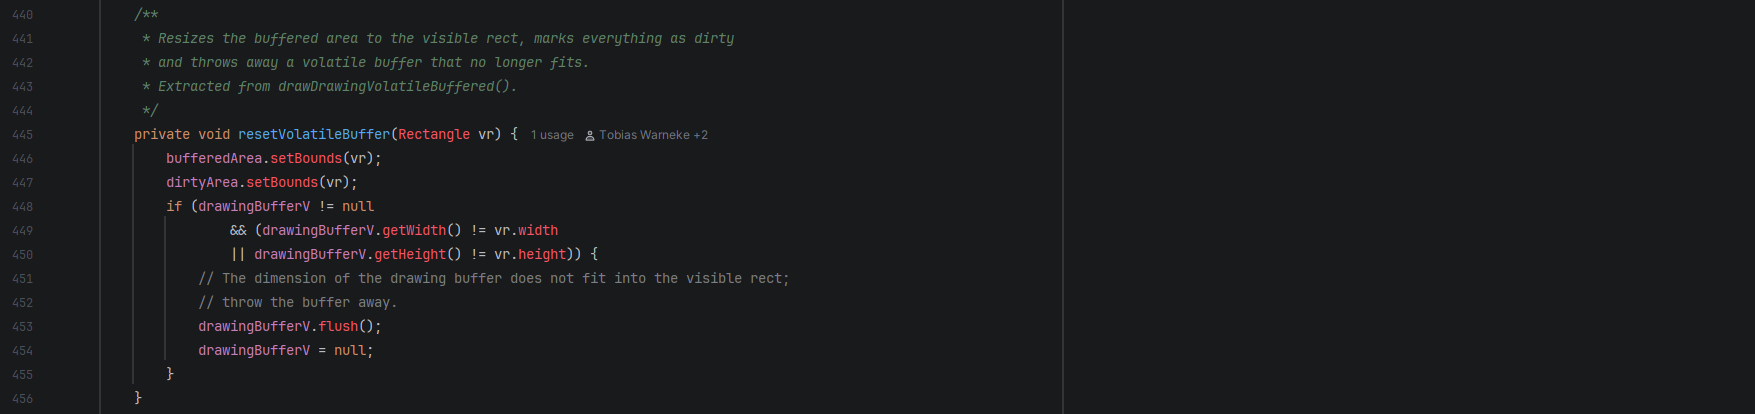 440 /**
441 * Resizes the buffered area to the visible rect, marks everything as dirty
442 * and throws away a volatile buffer that no longer fits.
443 * Extracted from drawDrawingVolatileBuffered().
444 */
445 private void resetVolatileBuffer(Rectangle vr) { 1 usage Tobias Warneke +2
446 bufferedArea.setBounds(vr);
447 dirtyArea.setBounds(vr);
448 if (drawingBufferV != null
449 && (drawingBufferV.getWidth() != vr.width
450 || drawingBufferV.getHeight() != vr.height)) {
451 // The dimension of the drawing buffer does not fit into the visible rect;
452 // throw the buffer away.
453 drawingBufferV.flush();
454 drawingBufferV = null;
455 }
456 }